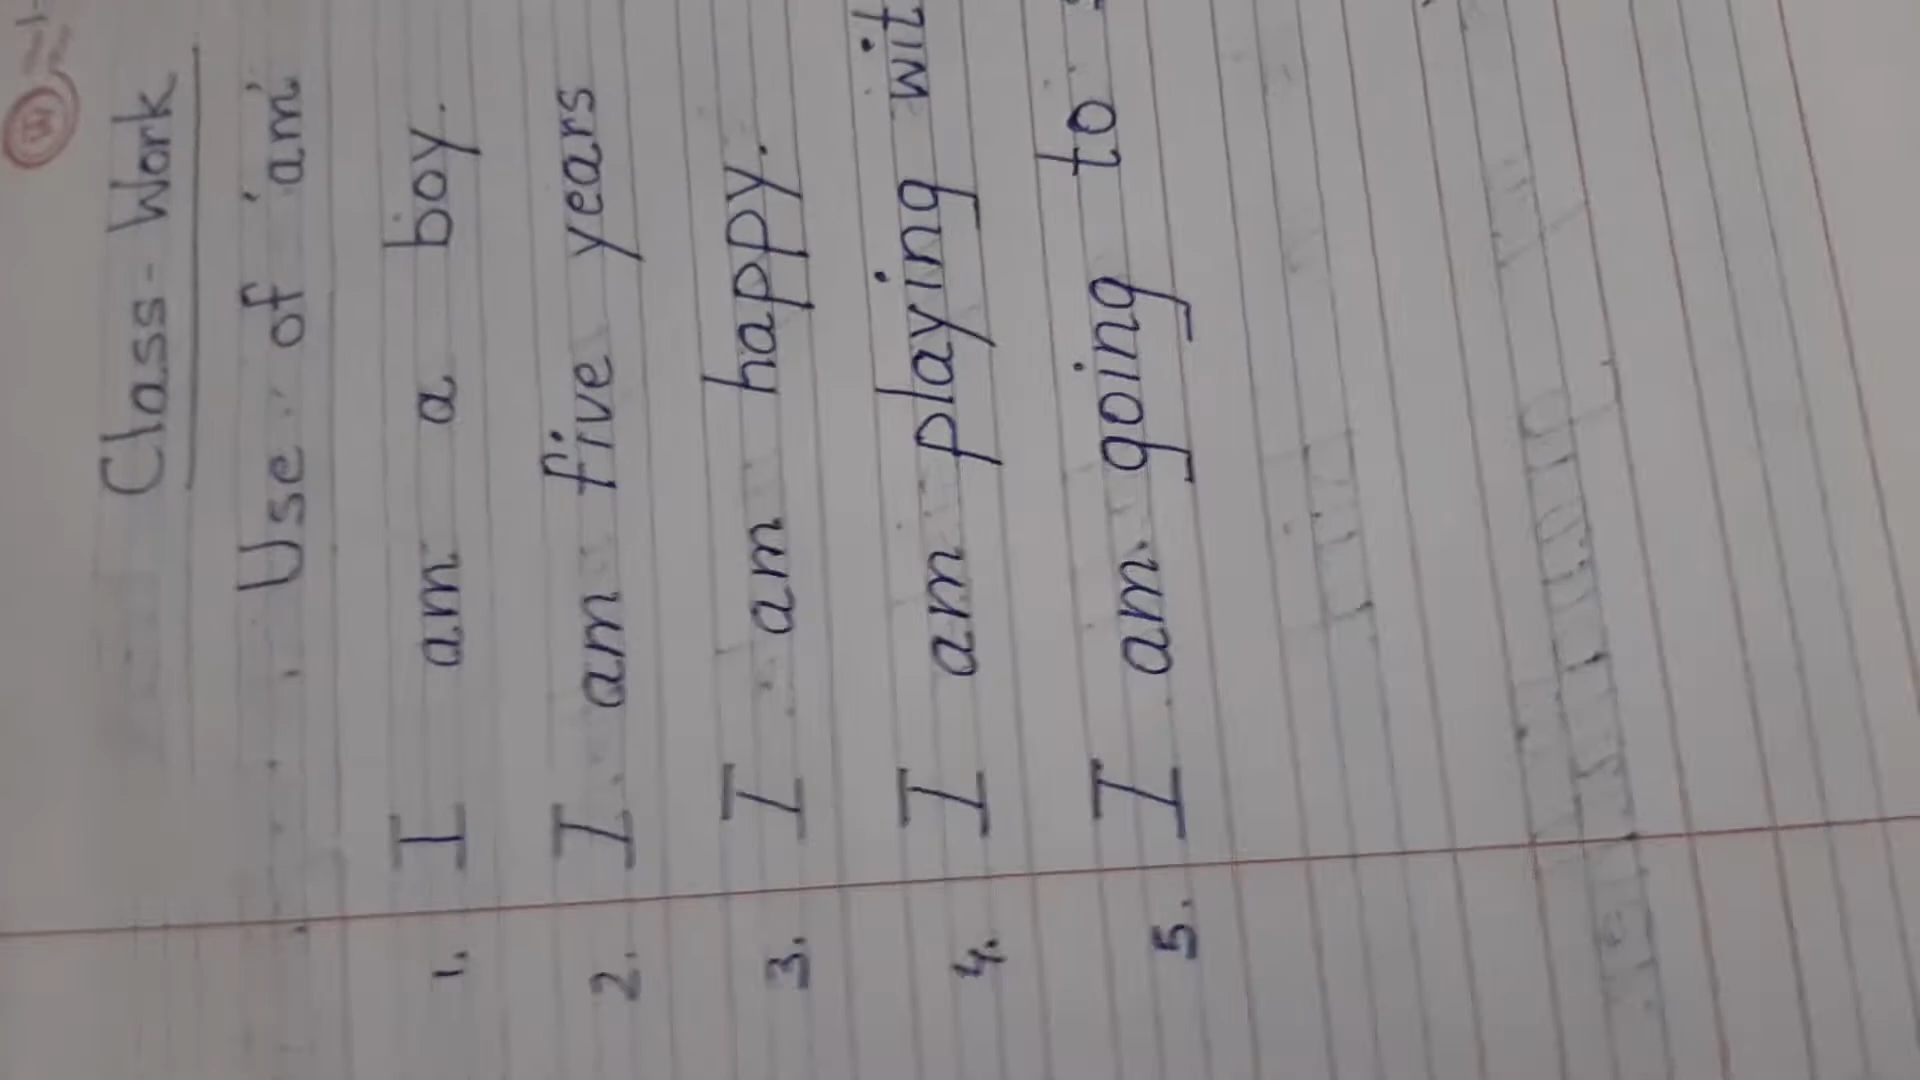 Class-Work
Use of 'am'
1. I am a boy.
2. I am five years
3. I am happy.
4. I am playing wit
5. I am going to